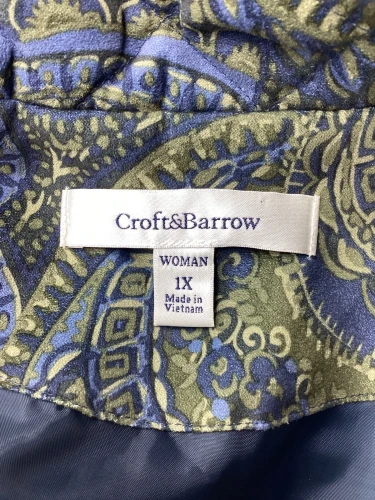 Croft&Barrow
WOMAN
1X
Made in
Vietnam